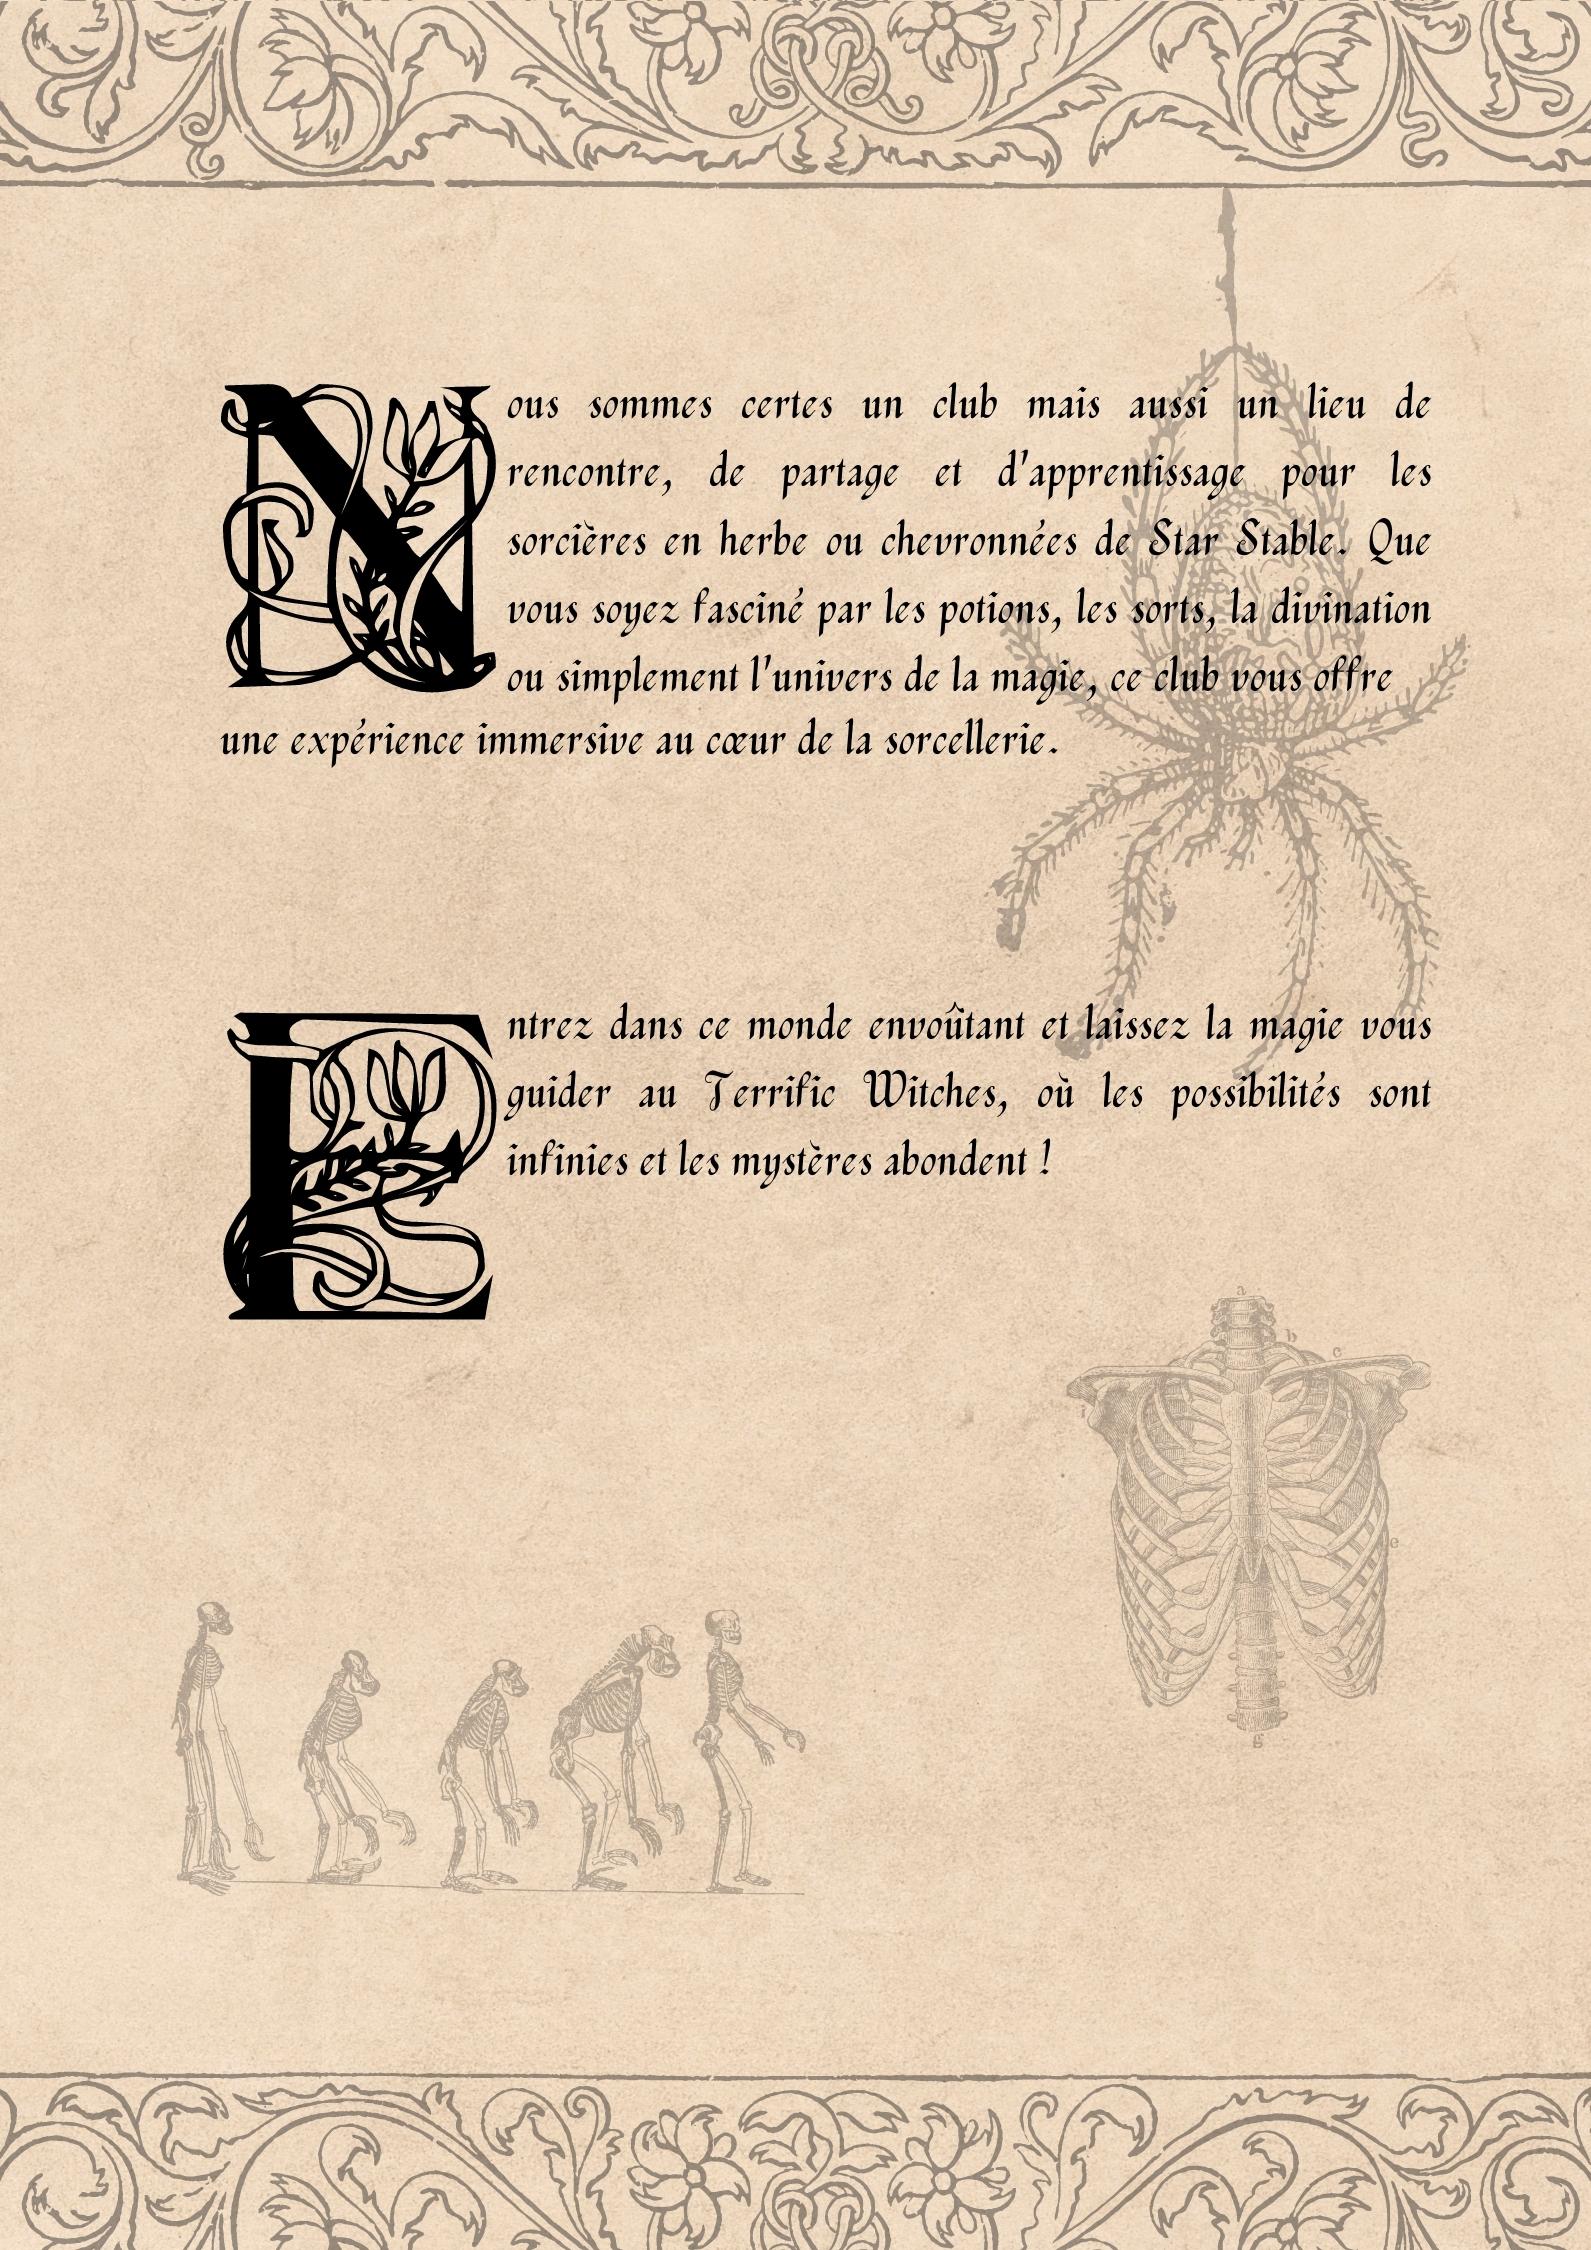 Nous sommes certes un club mais aussi un lieu de
rencontre, de partage et d'apprentissage pour les
sorcières en herbe ou chevronnées de Star Stable. Que
vous soyez fasciné par les potions, les sorts, la divination
ou simplement l'univers de la magie, ce club vous offre
une expérience immersive au cœur de la sorcellerie.
Entrez dans ce monde envoûtant et laissez la magie vous
guider au Terrific Witches, où les possibilités sont
infinies et les mystères abondent !
a
b
c
i
e
g